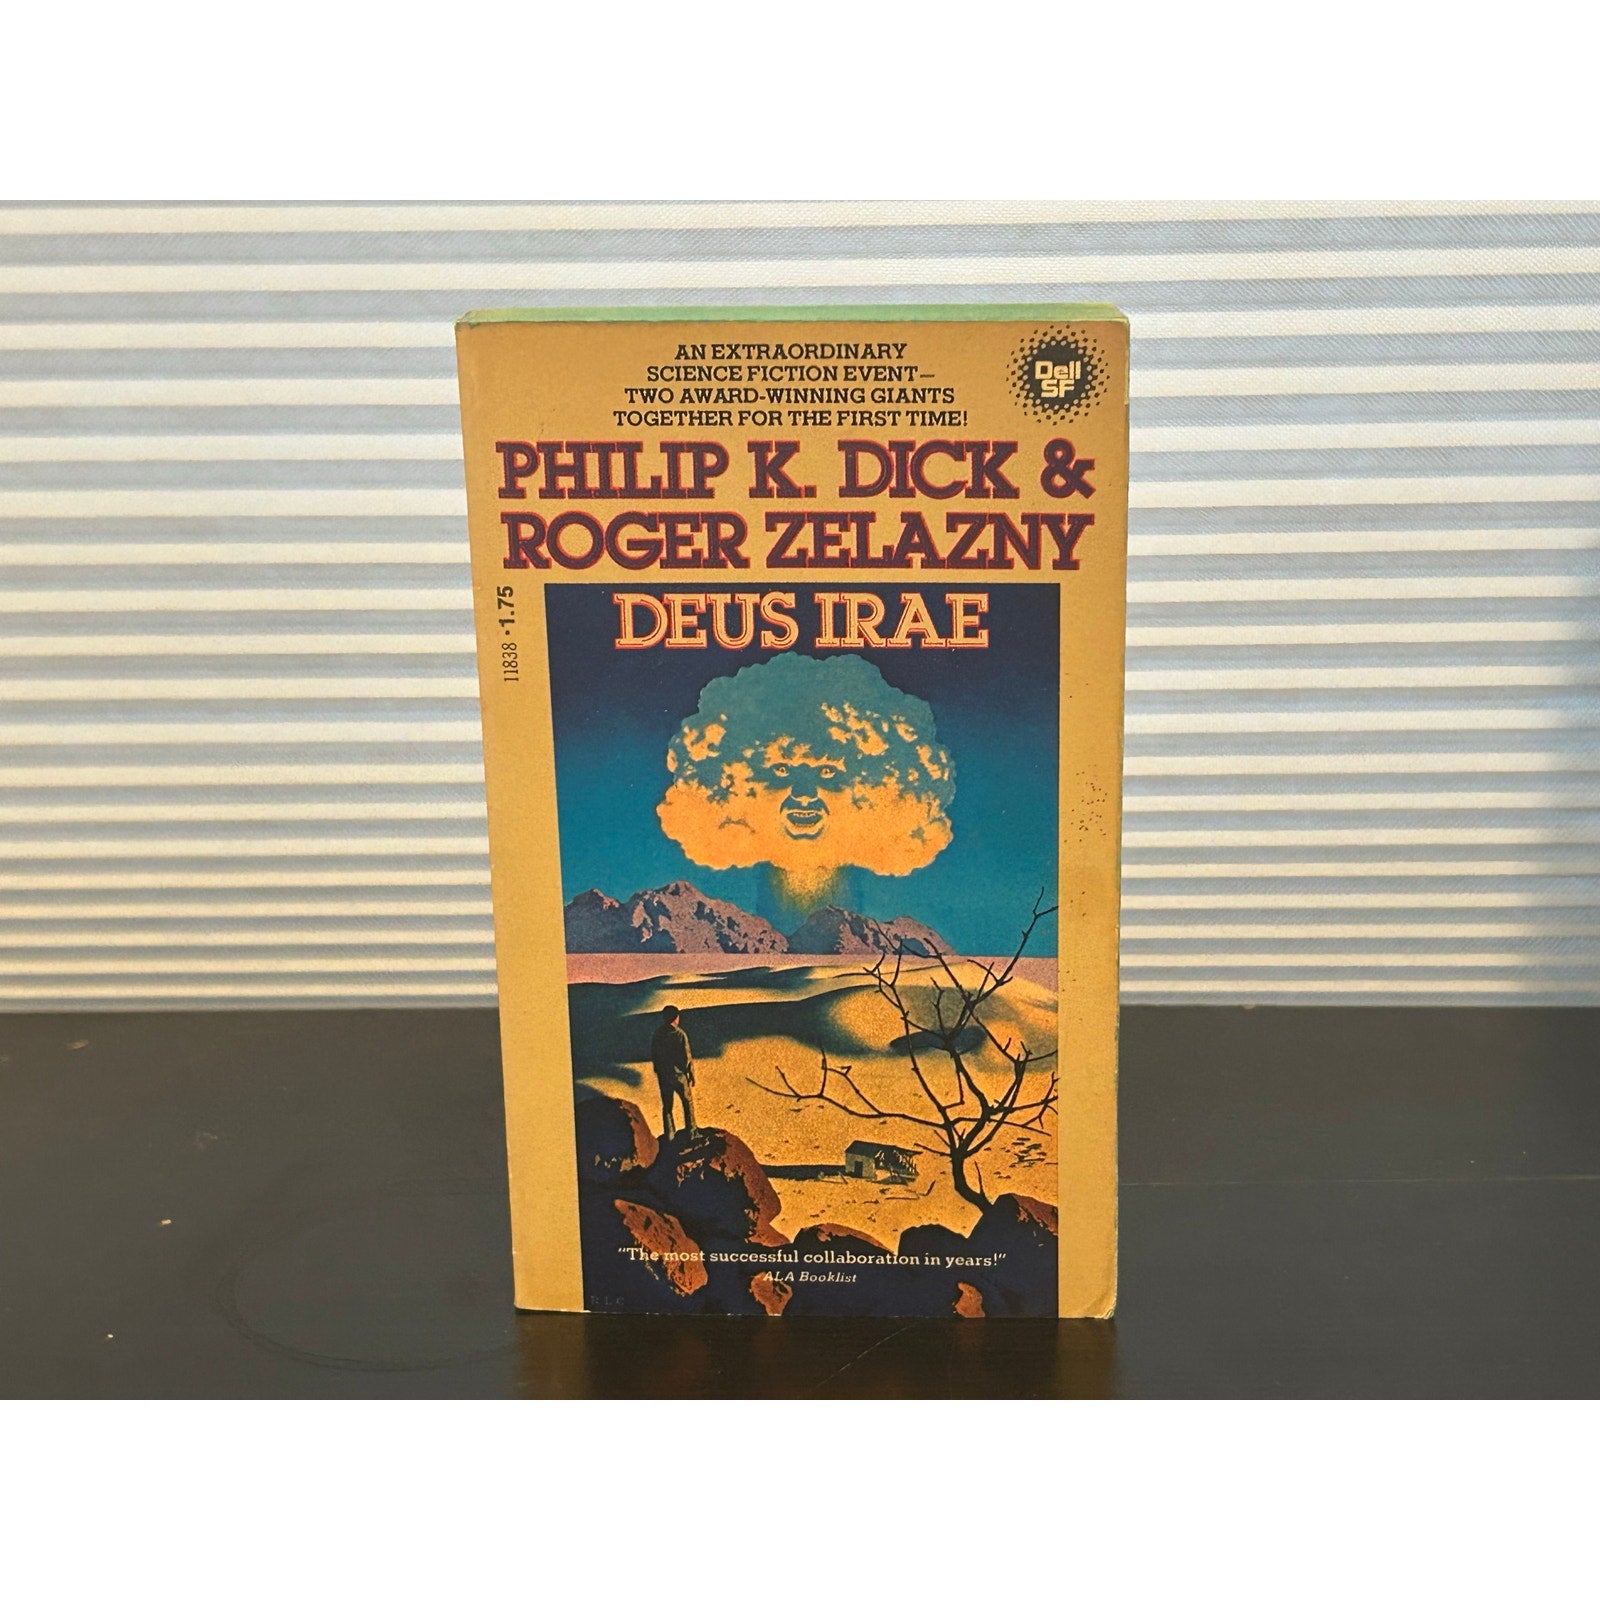 AN EXTRAORDINARY
SCIENCE FICTION EVENT—
TWO AWARD-WINNING GIANTS
TOGETHER FOR THE FIRST TIME!
Dell
SF
PHILIP K. DICK &
ROGER ZELAZNY
11838 • 1.75
DEUS IRAE
"The most successful collaboration in years!"
ALA Booklist